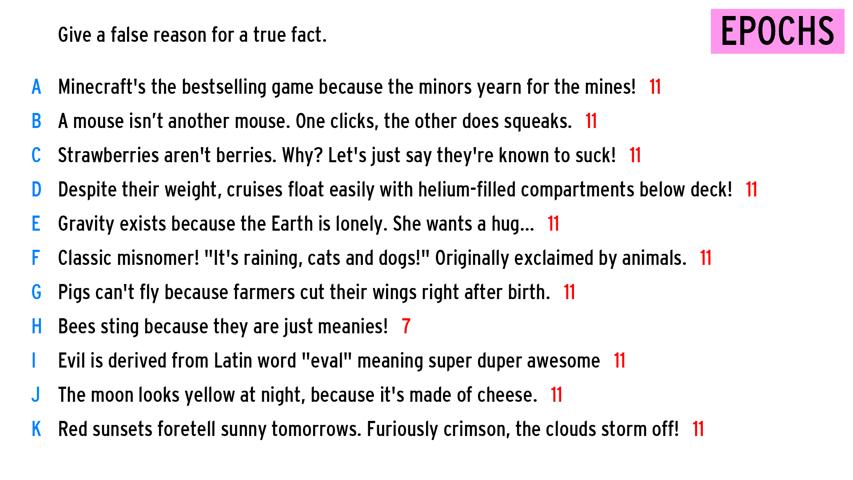 Give a false reason for a true fact.
EPOCHS
A Minecraft's the bestselling game because the minors yearn for the mines! 11
B A mouse isn’t another mouse. One clicks, the other does squeaks. 11
C Strawberries aren't berries. Why? Let's just say they're known to suck! 11
D Despite their weight, cruises float easily with helium-filled compartments below deck! 11
E Gravity exists because the Earth is lonely. She wants a hug... 11
F Classic misnomer! "It's raining, cats and dogs!" Originally exclaimed by animals. 11
G Pigs can't fly because farmers cut their wings right after birth. 11
H Bees sting because they are just meanies! 7
I Evil is derived from Latin word "eval" meaning super duper awesome 11
J The moon looks yellow at night, because it's made of cheese. 11
K Red sunsets foretell sunny tomorrows. Furiously crimson, the clouds storm off! 11